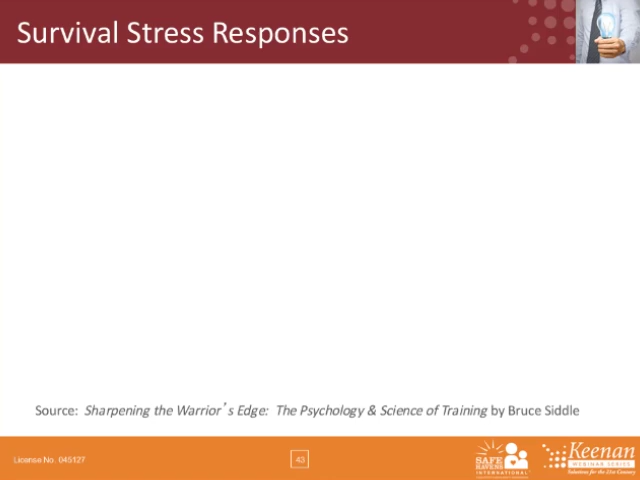 Survival Stress Responses
Source: Sharpening the Warrior's Edge: The Psychology & Science of Training by Bruce Siddle
License No. 045127
43
SAFE
HAVENS
INTERNATIONAL
Keenan
WEBINAR SERIES
Solutions for the 21st Century